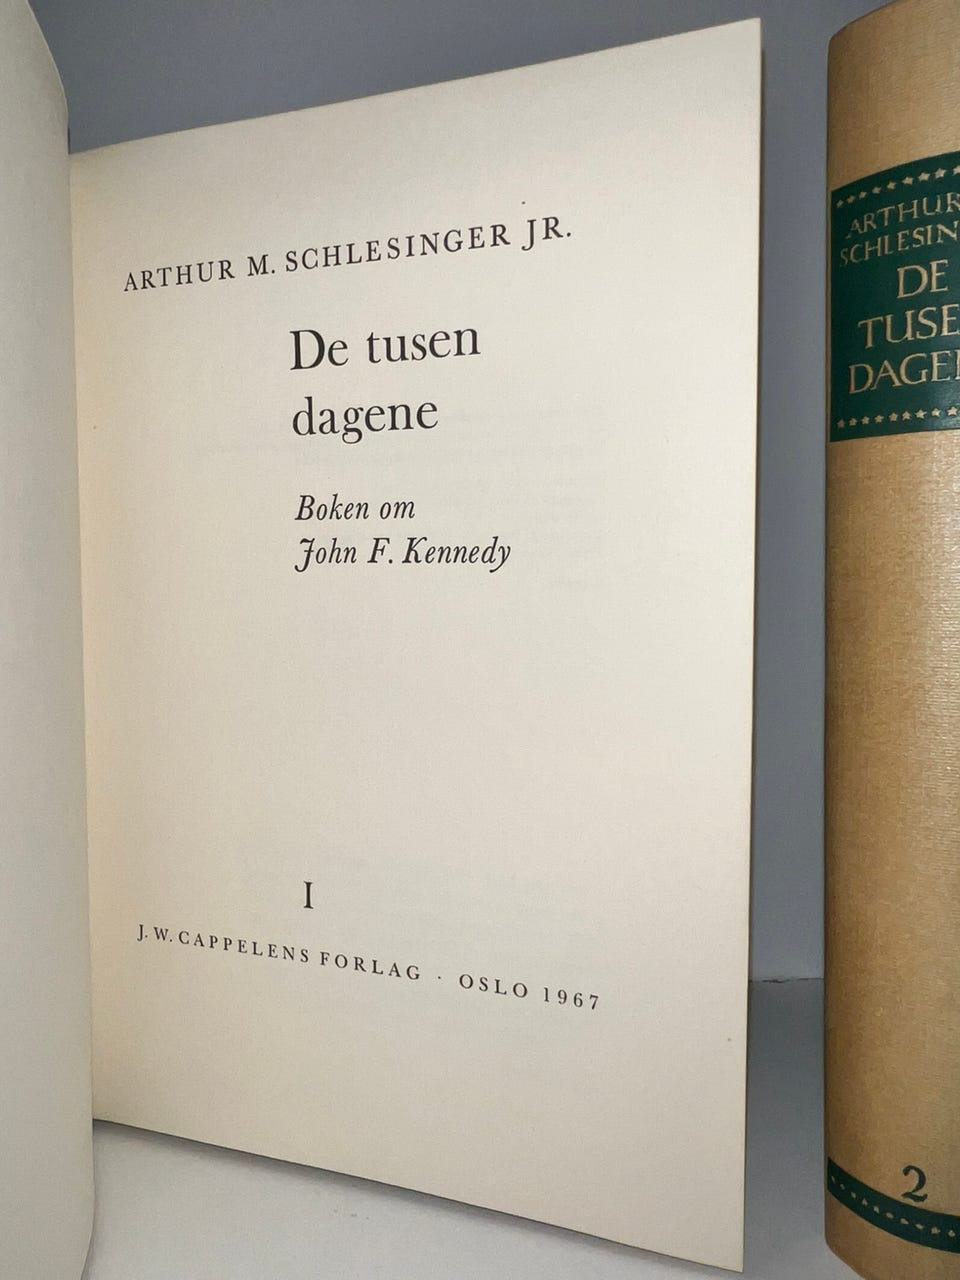 ARTHUR M. SCHLESINGER JR.
De tusen
dagene
Boken om
John F. Kennedy
I
J. W. CAPPELENS FORLAG · OSLO 1967
ARTHUR
SCHLESIN
DE
TUSE
DAGE
2